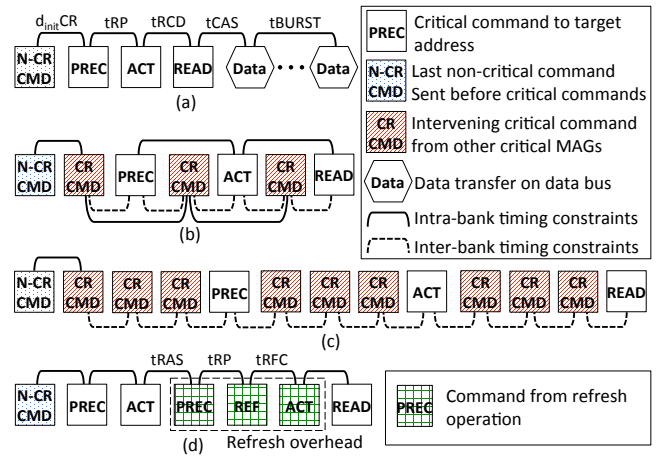 d_initCR tRP tRCD tCAS tBURST
N-CR CMD PREC ACT READ Data • • • Data
(a)
N-CR CMD CR CMD PREC CR CMD ACT CR CMD READ
(b)
N-CR CMD CR CMD CR CMD CR CMD PREC CR CMD CR CMD CR CMD ACT CR CMD CR CMD CR CMD READ
(c)
tRAS tRP tRFC
N-CR CMD PREC ACT PREC REF ACT READ
(d) Refresh overhead
PREC Critical command to target
address
N-CR Last non-critical command
CMD Sent before critical commands
CR Intervening critical command
CMD from other critical MAGs
Data Data transfer on data bus
Intra-bank timing constraints
Inter-bank timing constraints
PREC Command from refresh
operation